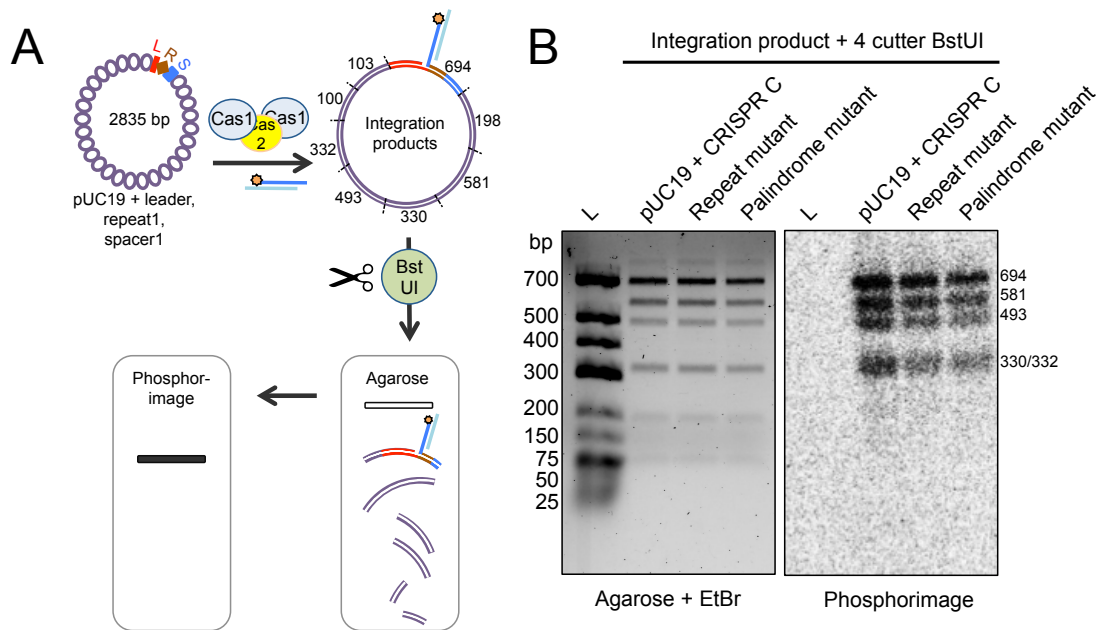 A
L R S
2835 bp
pUC19 + leader,
repeat1,
spacer1
Cas1
Cas
2
Cas1
103
694
100
198
332
581
493
330
Integration
products
Bst
UI
Phosphor-
image
Agarose
B
Integration product + 4 cutter BstUI
L
pUC19 + CRISPR C
Repeat mutant
Palindrome mutant
L
pUC19 + CRISPR C
Repeat mutant
Palindrome mutant
bp
700
500
400
300
200
150
75
50
25
694
581
493
330/332
Agarose + EtBr
Phosphorimage